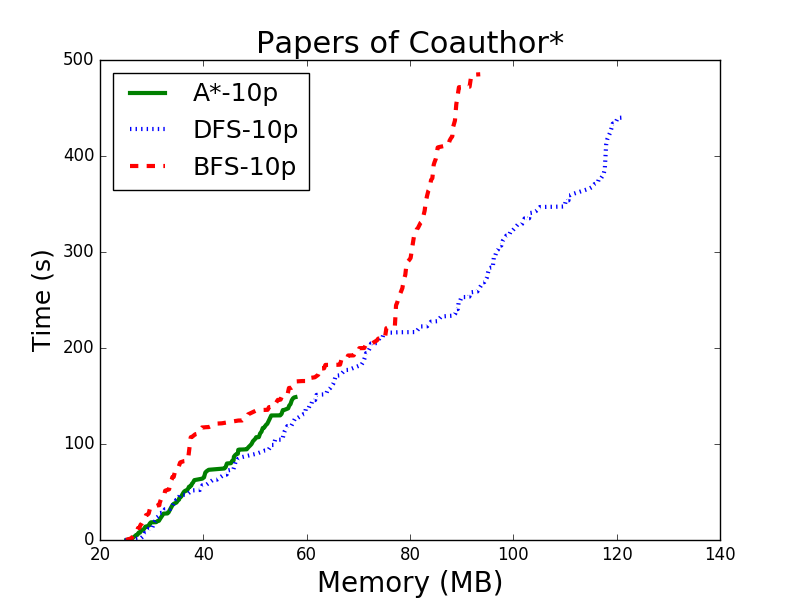 Papers of Coauthor*
A*-10p
DFS-10p
BFS-10p
Time (s)
500
400
300
200
100
0
20 40 60 80 100 120 140
Memory (MB)